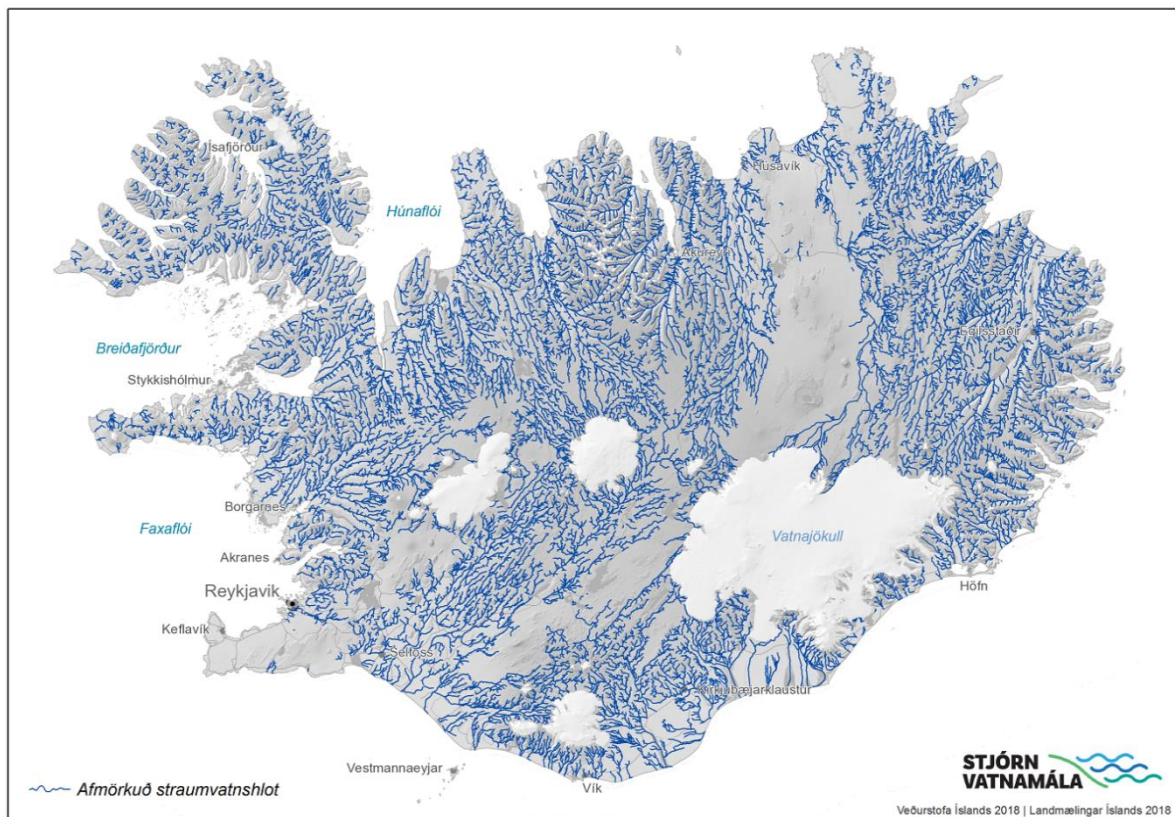 Ísafjörður
Húsavík
Húnaflói
Akureyri
Egilsstaðir
Breiðafjörður
Stykkishólmur
Borgarnes
Faxaflói
Vatnajökull
Akranes
Höfn
Reykjavik
Keflavík
Selfoss
Kirkjubæjarklaustur
Vestmannaeyjar
Vík
Afmörkuð straumvatnshlot
STJÓRN
VATNAMÁLA
Veðurstofa Íslands 2018 | Landmælingar Íslands 2018